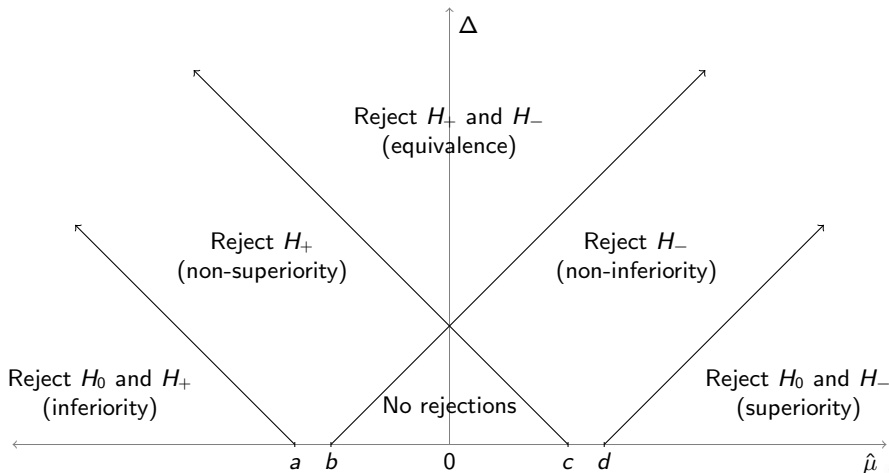 Δ
Reject H₊ and H₋
(equivalence)
Reject H₊
(non-superiority)
Reject H₋
(non-inferiority)
Reject H₀ and H₊
(inferiority)
No rejections
Reject H₀ and H₋
(superiority)
a b 0 c d μ̂